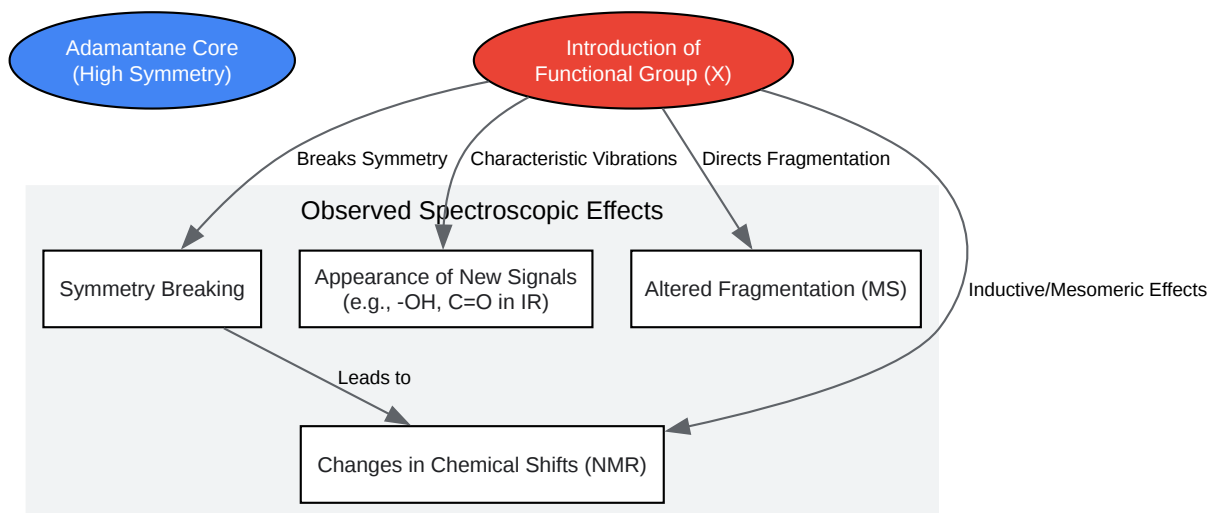 Adamantane Core
(High Symmetry)
Introduction of
Functional Group (X)
Breaks Symmetry
Characteristic Vibrations
Directs Fragmentation
Observed Spectroscopic Effects
Symmetry Breaking
Appearance of New Signals
(e.g., -OH, C=O in IR)
Altered Fragmentation (MS)
Inductive/Mesomeric Effects
Leads to
Changes in Chemical Shifts (NMR)